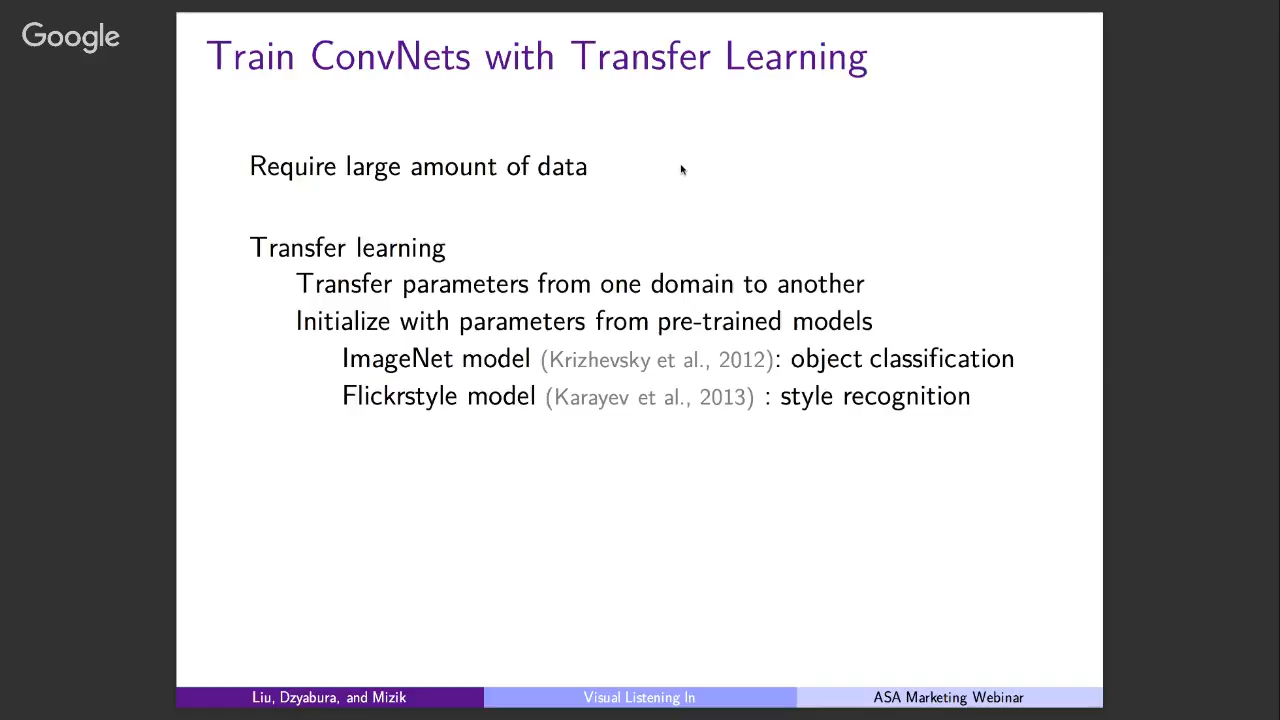 Google
Train ConvNets with Transfer Learning
Require large amount of data
Transfer learning
Transfer parameters from one domain to another
Initialize with parameters from pre-trained models
ImageNet model (Krizhevsky et al., 2012): object classification
Flickrstyle model (Karayev et al., 2013) : style recognition
Liu, Dzyabura, and Mizik
Visual Listening In
ASA Marketing Webinar